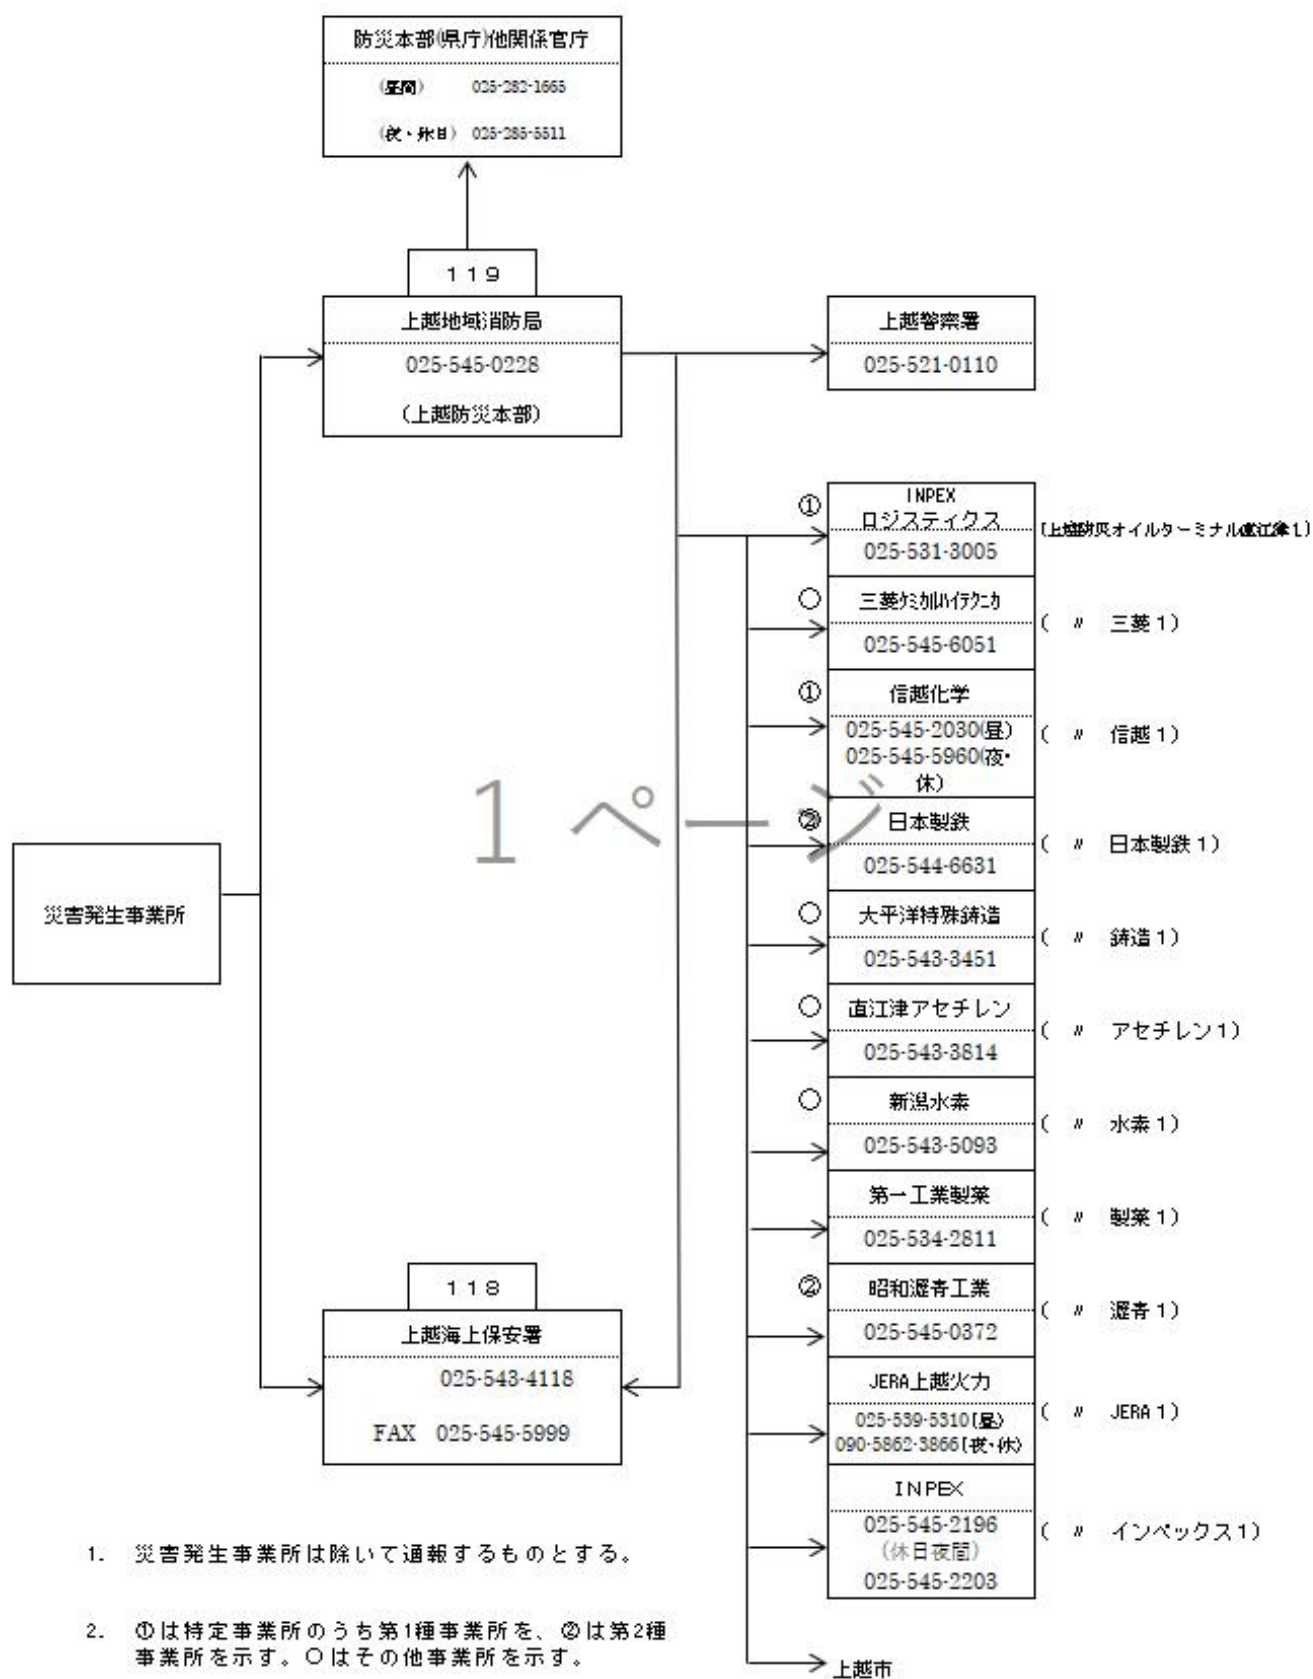 防災本部(県庁)他関係官庁
(昼間) 025-282-1665
(夜・休日) 025-285-5511
119
上越地域消防局
025-545-0228
(上越防災本部)
上越警察署
025-521-0110
①
INPEX
ロジスティクス
025-531-3005
(上越防災オイルターミナル直江津1)
○
三菱ケミカルハイテクニカ
025-545-6051
( 〃 三菱1)
①
信越化学
025-545-2030(昼)
025-545-5960(夜・
休)
( 〃 信越1)
1 ページ
②
日本製鉄
025-544-6631
( 〃 日本製鉄1)
災害発生事業所
○
大平洋特殊鋳造
025-543-3451
( 〃 鋳造1)
○
直江津アセチレン
025-543-3814
( 〃 アセチレン1)
○
新潟水素
025-543-5093
( 〃 水素1)
第一工業製薬
025-534-2811
( 〃 製薬1)
②
昭和瀝青工業
025-545-0372
( 〃 瀝青1)
118
上越海上保安署
025-543-4118
FAX 025-545-5999
JERA上越火力
025-539-5310(昼)
090-5862-3866(夜・休)
( 〃 JERA1)
INPEX
025-545-2196
(休日夜間)
025-545-2203
( 〃 インペックス1)
上越市
1. 災害発生事業所は除いて通報するものとする。
2. ①は特定事業所のうち第1種事業所を、②は第2種
事業所を示す。○はその他事業所を示す。